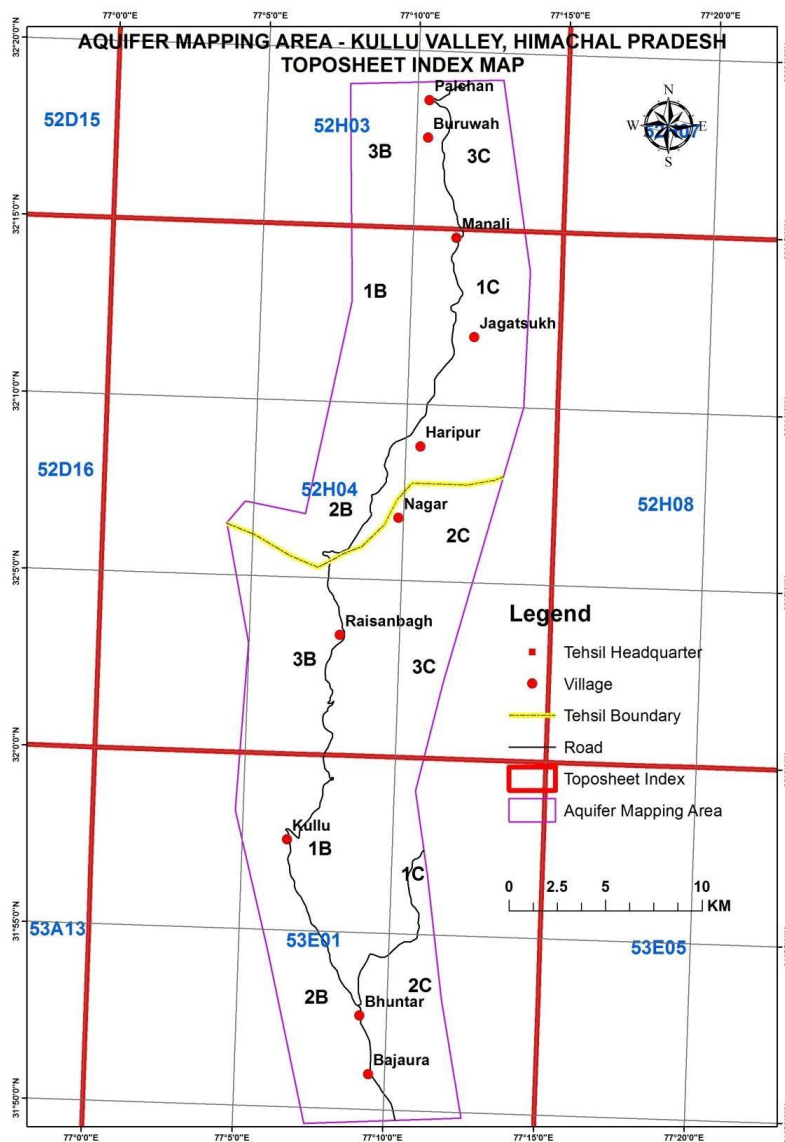 77°0'0"E 77°5'0"E 77°10'0"E 77°15'0"E 77°20'0"E
32°20'0"N
AQUIFER MAPPING AREA - KULLU VALLEY, HIMACHAL PRADESH
TOPOSHEET INDEX MAP
Palchan
N
52D15
52H03
Buruwah
W
E
3B
3C
S
32°15'0"N
Manali
1B
1C
Jagatsukh
32°10'0"N
Haripur
52D16
52H04
52H08
2B
Nagar
2C
32°5'0"N
Legend
Raisanbagh
Tehsil Headquarter
3B
3C
Village
Tehsil Boundary
32°0'0"N
Road
Toposheet Index
Aquifer Mapping Area
Kullu
1B
1C
0 2.5 5 10
KM
31°55'0"N
53A13
53E01
53E05
2B
2C
Bhuntar
Bajaura
31°50'0"N
77°0'0"E 77°5'0"E 77°10'0"E 77°15'0"E 77°20'0"E